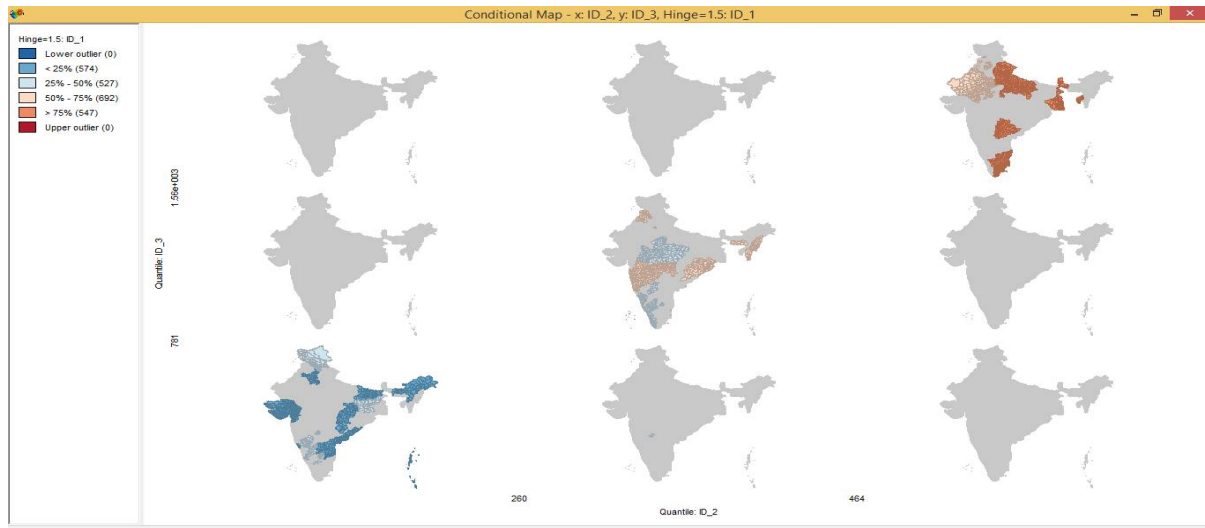 Conditional Map - x: ID_2, y: ID_3, Hinge=1.5: ID_1
Hinge=1.5: ID_1
Lower outlier (0)
< 25% (574)
25% - 50% (527)
50% - 75% (692)
> 75% (547)
Upper outlier (0)
1.56e+003
Quantile: ID_3
781
260
464
Quantile: ID_2